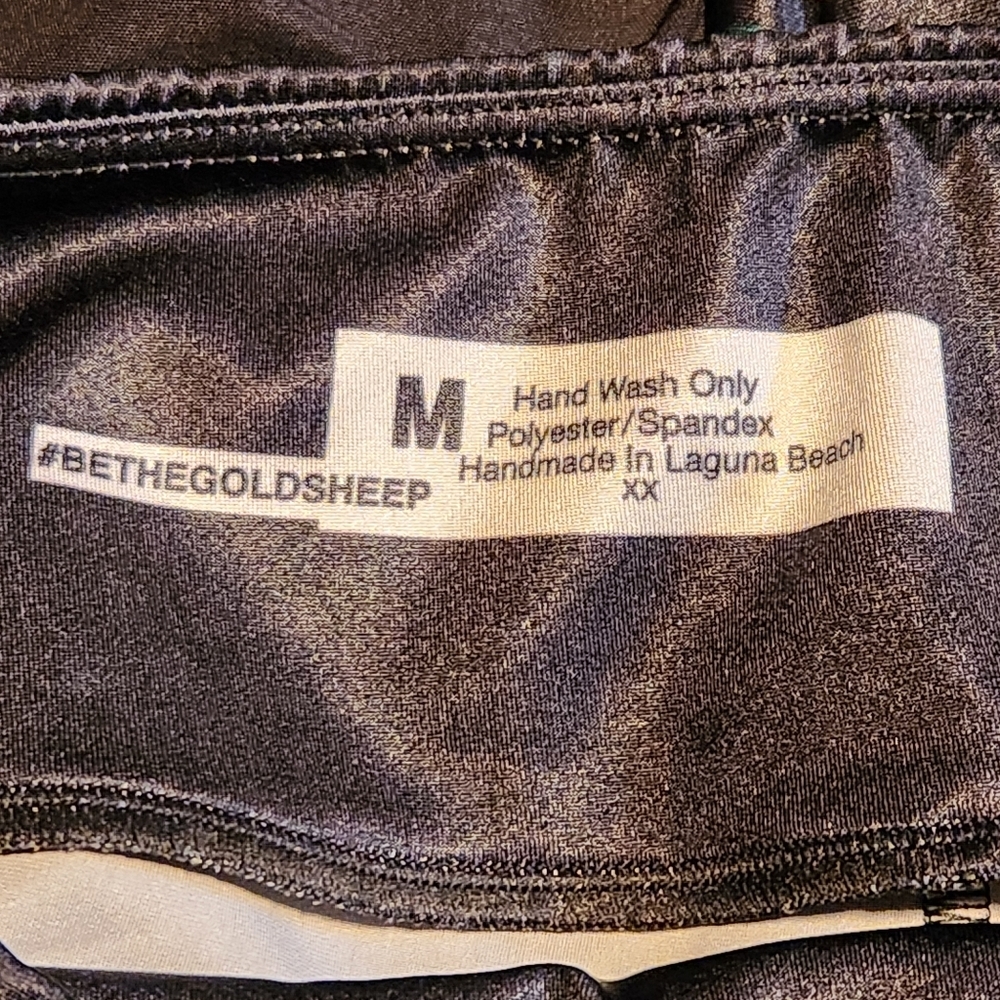 #BETHEGOLDSHEEP
M
Hand Wash Only
Polyester/Spandex
Handmade In Laguna Beach
XX